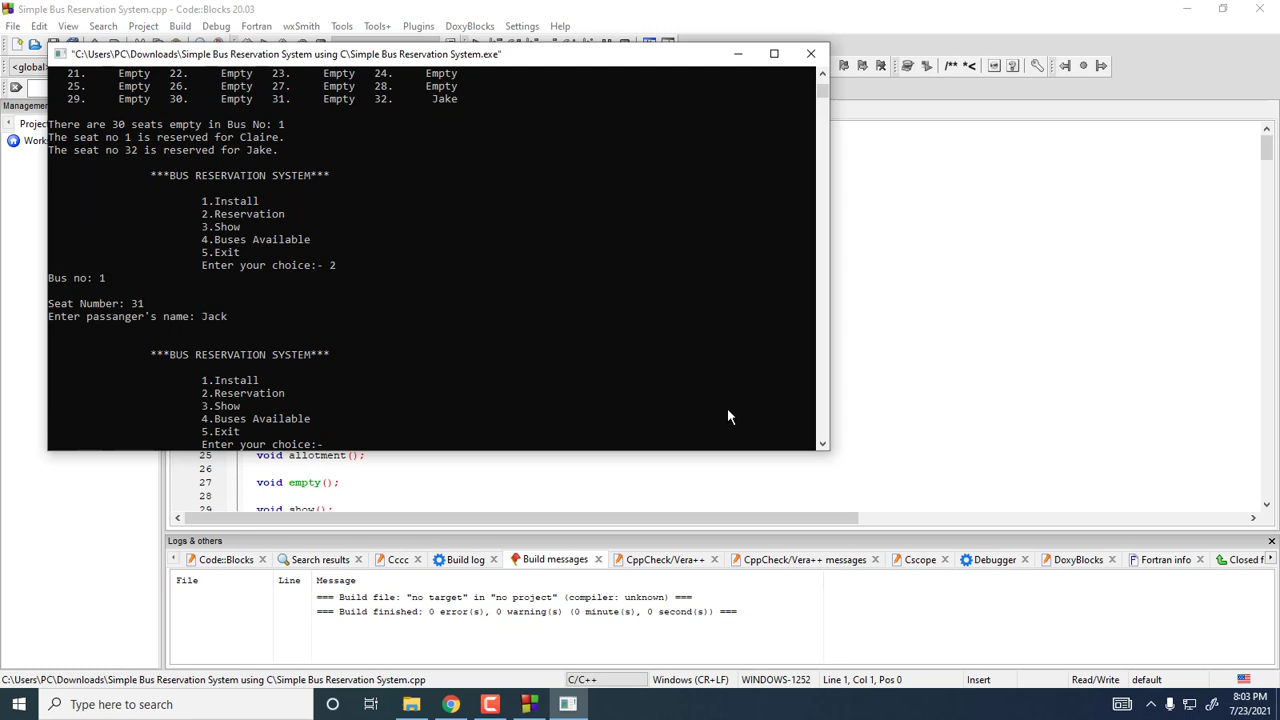 Simple Bus Reservation System.cpp - Code::Blocks 20.03
File Edit View Search Project Build Debug Fortran wxSmith Tools Tools+ Plugins DoxyBlocks Settings Help
"C:\Users\PC\Downloads\Simple Bus Reservation System using C\Simple Bus Reservation System.exe"
<global>
/** *<
Management
Projec
Work
21. Empty 22. Empty 23. Empty 24. Empty
25. Empty 26. Empty 27. Empty 28. Empty
29. Empty 30. Empty 31. Empty 32. Jake
There are 30 seats empty in Bus No: 1
The seat no 1 is reserved for Claire.
The seat no 32 is reserved for Jake.
***BUS RESERVATION SYSTEM***
1.Install
2.Reservation
3.Show
4.Buses Available
5.Exit
Enter your choice:- 2
Bus no: 1
Seat Number: 31
Enter passanger's name: Jack
***BUS RESERVATION SYSTEM***
1.Install
2.Reservation
3.Show
4.Buses Available
5.Exit
Enter your choice:-
25 void allotment();
26
27 void empty();
28
29 void show();
Logs & others
Code::Blocks Search results Cccc Build log Build messages CppCheck/Vera++ CppCheck/Vera++ messages Cscope Debugger DoxyBlocks Fortran info Closed f
File Line Message
=== Build file: "no target" in "no project" (compiler: unknown) ===
=== Build finished: 0 error(s), 0 warning(s) (0 minute(s), 0 second(s)) ===
C:\Users\PC\Downloads\Simple Bus Reservation System using C\Simple Bus Reservation System.cpp C/C++ Windows (CR+LF) WINDOWS-1252 Line 1, Col 1, Pos 0 Insert Read/Write default
Type here to search
8:03 PM
7/23/2021